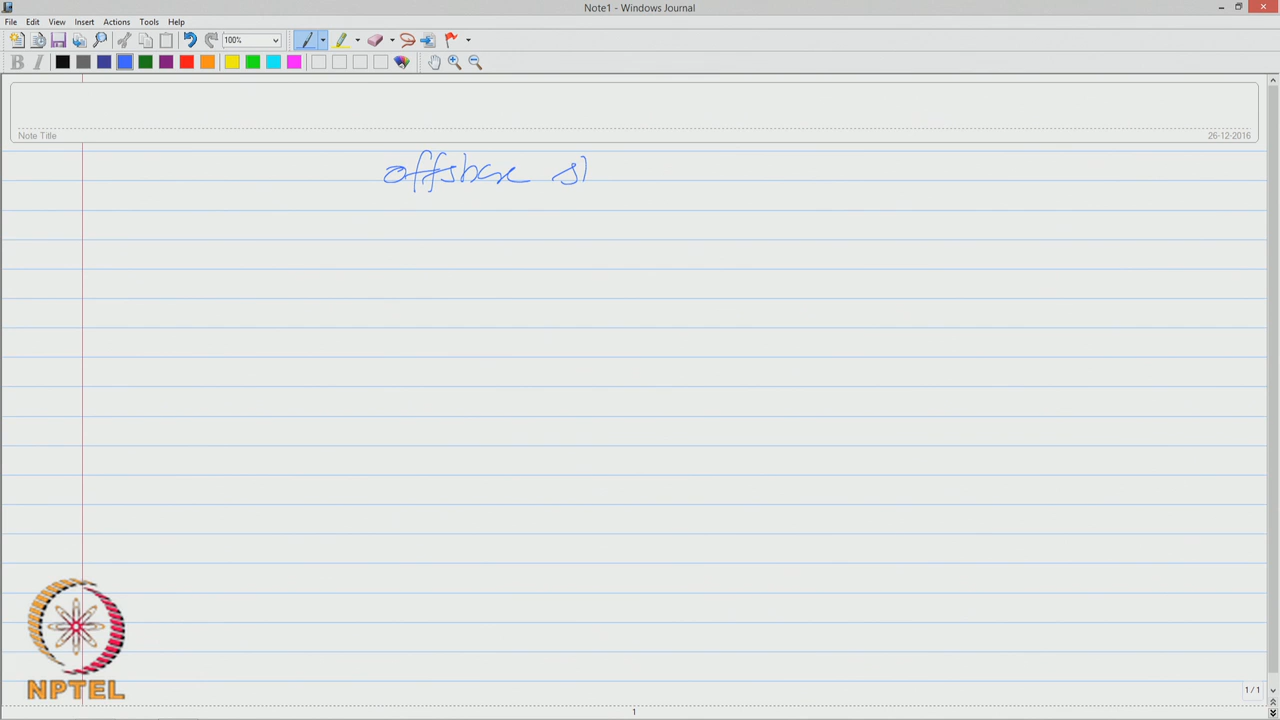 Note1 - Windows Journal
File Edit View Insert Actions Tools Help
100%
B I
Note Title
26-12-2016
offshore
NPTEL
1 / 1
1